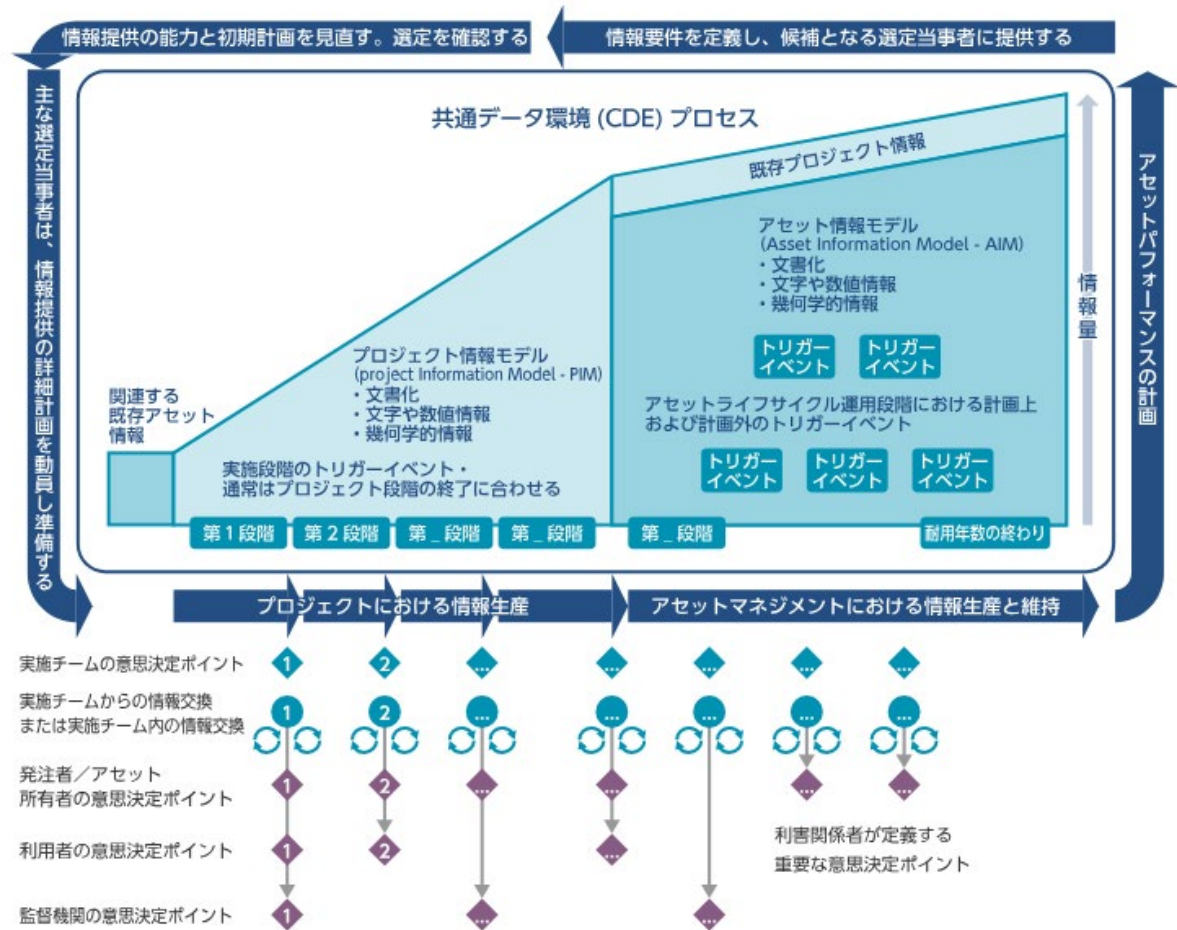 情報提供の能力と初期計画を見直す。選定を確認する
情報要件を定義し、候補となる選定当事者に提供する
主な選定当事者は、情報提供の詳細計画を動員し準備する
共通データ環境 (CDE) プロセス
既存プロジェクト情報
アセット情報モデル
(Asset Information Model - AIM)
・文書化
・文字や数値情報
・幾何学的情報
情報量
アセットパフォーマンスの計画
トリガー
イベント
トリガー
イベント
プロジェクト情報モデル
(project Information Model - PIM)
・文書化
・文字や数値情報
・幾何学的情報
関連する
既存アセット
情報
アセットライフサイクル運用段階における計画上
および計画外のトリガーイベント
トリガー
イベント
トリガー
イベント
トリガー
イベント
実施段階のトリガーイベント・
通常はプロジェクト段階の終了に合わせる
第1段階
第2段階
第_段階
第_段階
第_段階
耐用年数の終わり
プロジェクトにおける情報生産
アセットマネジメントにおける情報生産と維持
実施チームの意思決定ポイント
1 2 ... ... ... ... ...
実施チームからの情報交換
または実施チーム内の情報交換
1 2 ... ... ... ... ...
発注者／アセット
所有者の意思決定ポイント
1 2 ... ... ... ...
利用者の意思決定ポイント
1 2 ...
利害関係者が定義する
重要な意思決定ポイント
監督機関の意思決定ポイント
1 ... ...